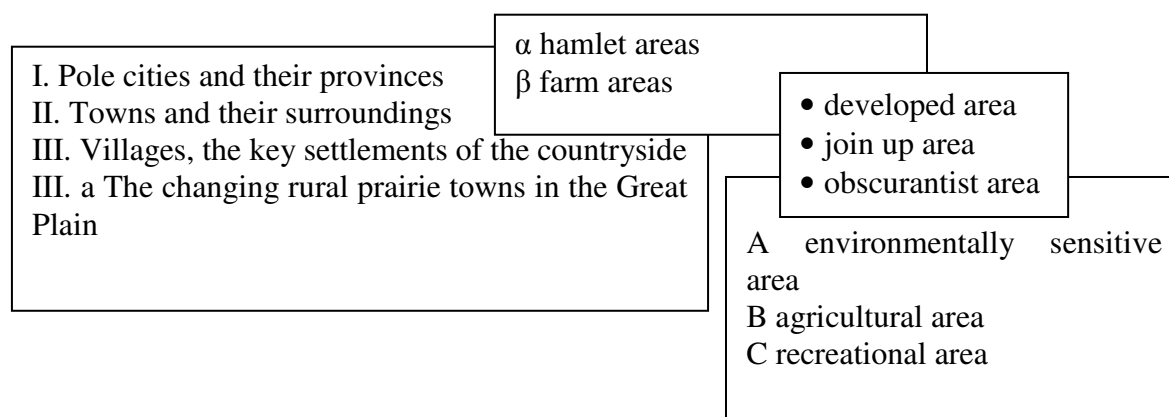 α hamlet areas
β farm areas
I. Pole cities and their provinces
II. Towns and their surroundings
III. Villages, the key settlements of the countryside
III. a The changing rural prairie towns in the Great
Plain
• developed area
• join up area
• obscurantist area
A environmentally sensitive
area
B agricultural area
C recreational area